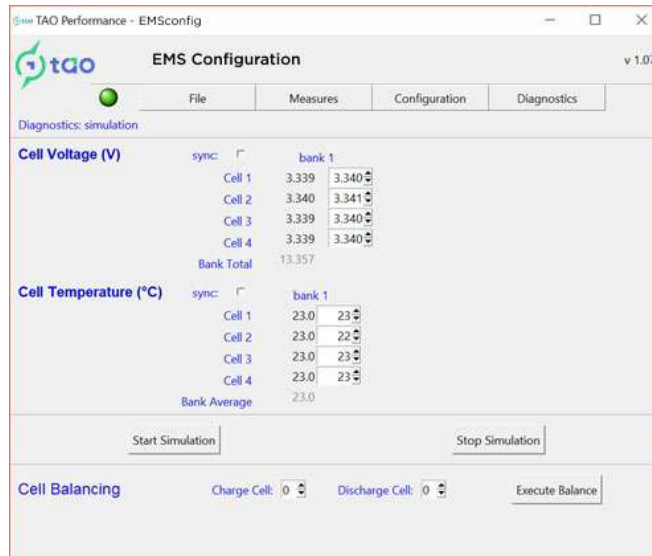 TAO Performance - EMSconfig
tao
EMS Configuration
v 1.07
File Measures Configuration Diagnostics
Diagnostics: simulation
Cell Voltage (V) sync: bank 1
Cell 1 3.339 3.340
Cell 2 3.340 3.341
Cell 3 3.339 3.340
Cell 4 3.339 3.340
Bank Total 13.357
Cell Temperature (°C) sync: bank 1
Cell 1 23.0 23
Cell 2 23.0 22
Cell 3 23.0 23
Cell 4 23.0 23
Bank Average 23.0
Start Simulation Stop Simulation
Cell Balancing Charge Cell: 0 Discharge Cell: 0 Execute Balance